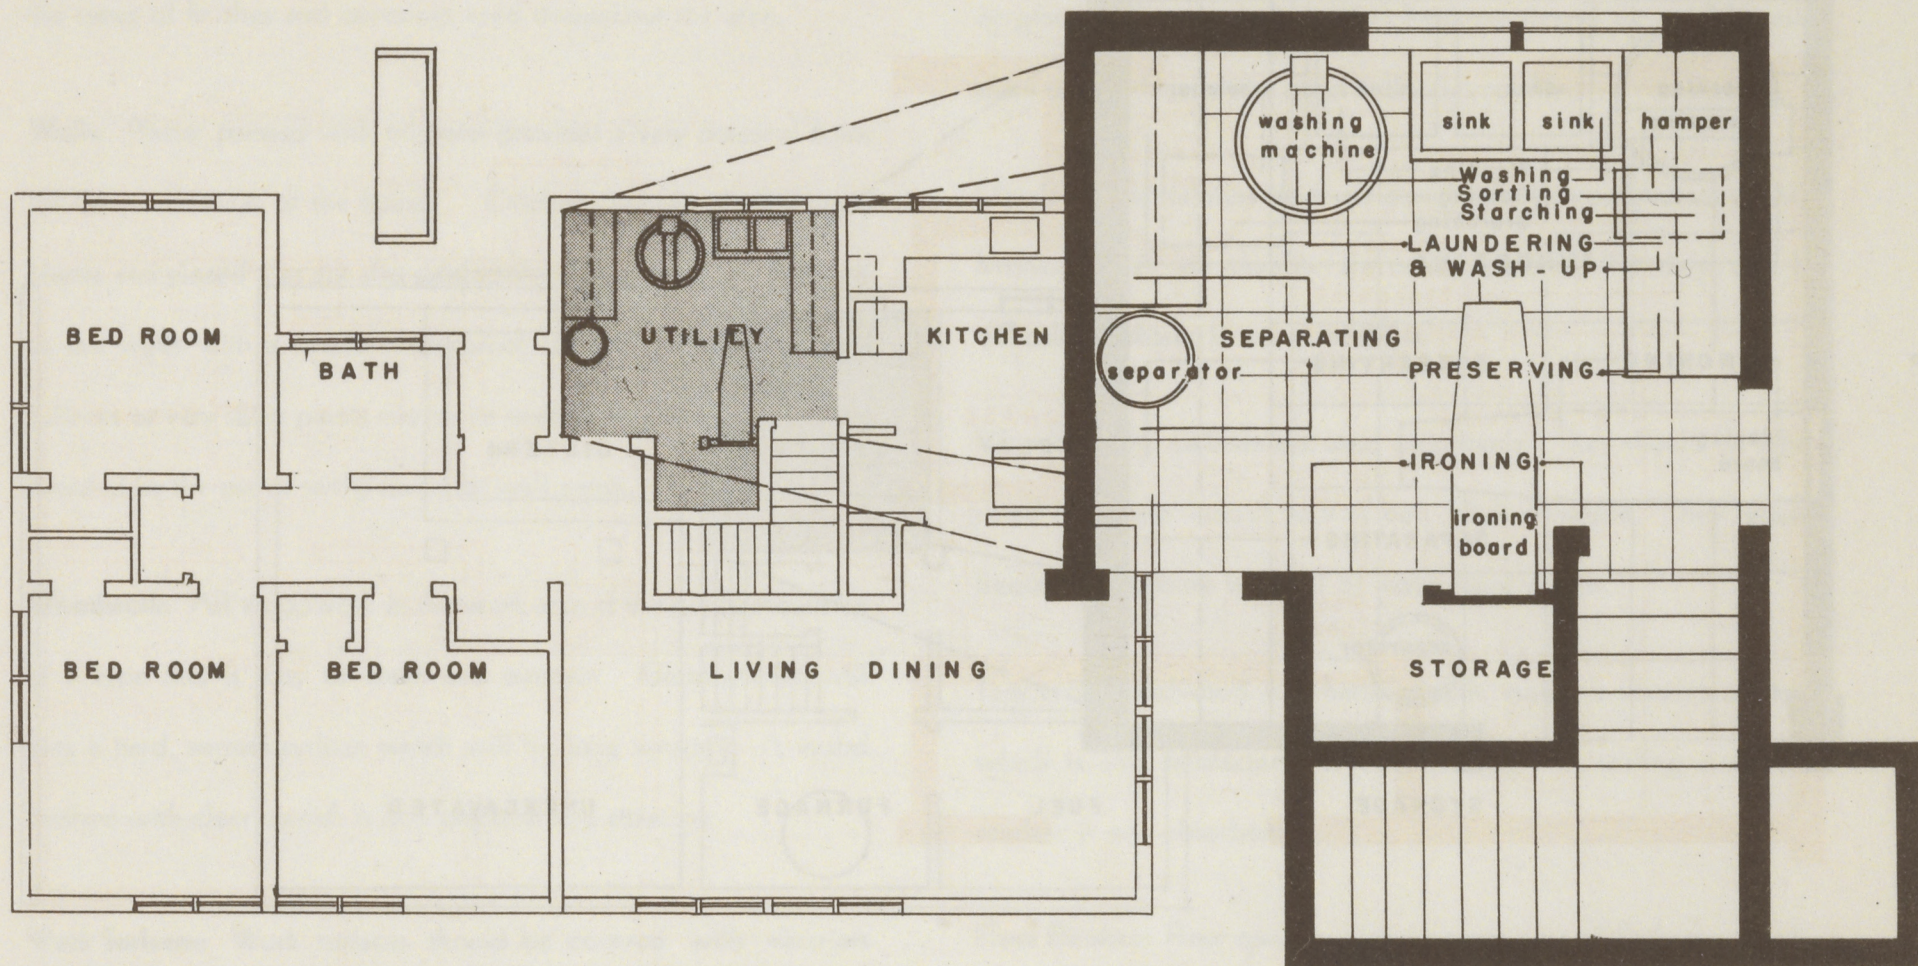 BED ROOM
BATH
UTILITY
KITCHEN
BED ROOM
BED ROOM
LIVING DINING
washing
machine
sink
sink
hamper
Washing
Sorting
Starching
LAUNDERING
& WASH-UP
SEPARATING
separator
PRESERVING
IRONING
ironing
board
STORAGE